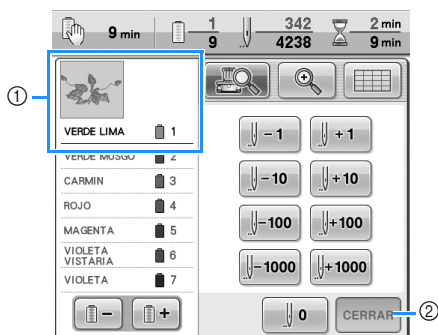 9 min
1
9
342
4238
2 min
9 min
①
VERDE LIMA 1
VERDE MUSGO 2
CARMIN 3
ROJO 4
MAGENTA 5
VIOLETA
VISTARIA 6
VIOLETA 7
-1
+1
-10
+10
-100
+100
-1000
+1000
-
+
0
CERRAR
②